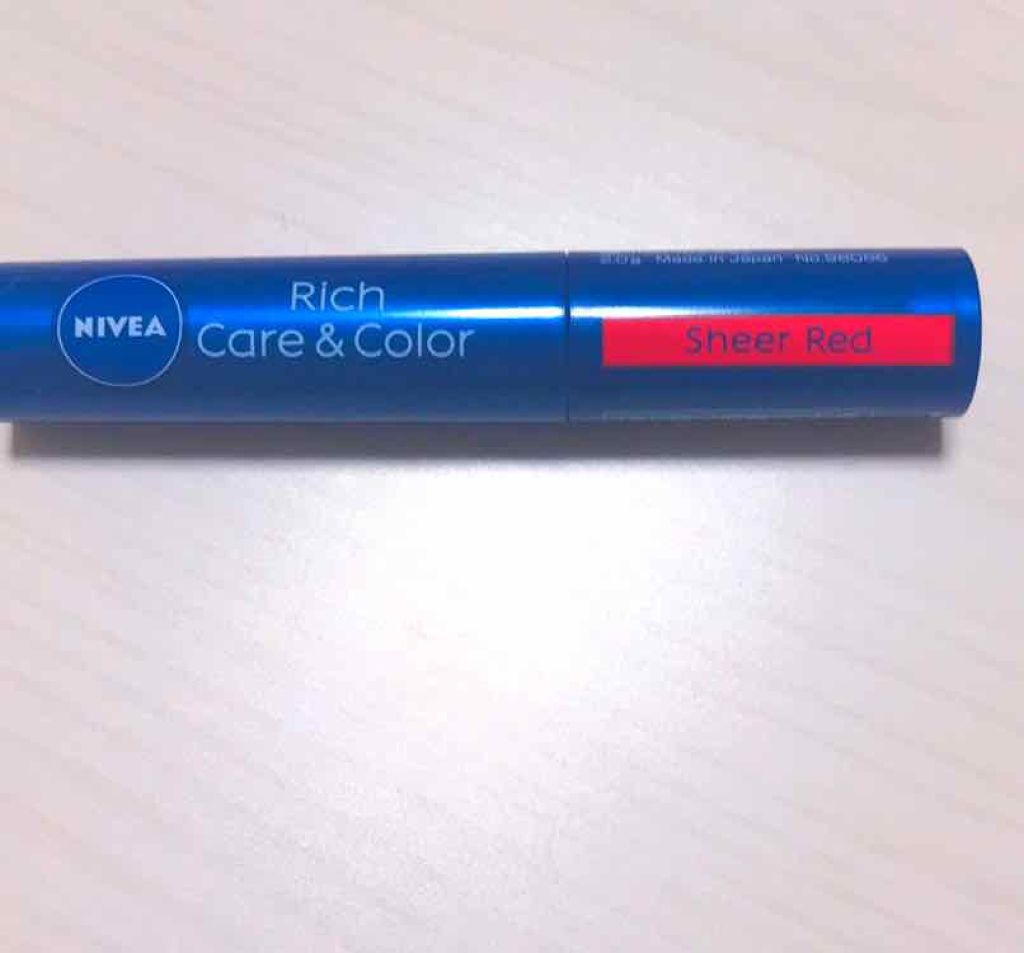 NIVEA
Rich
Care & Color
2.0g Made in Japan
Sheer Red